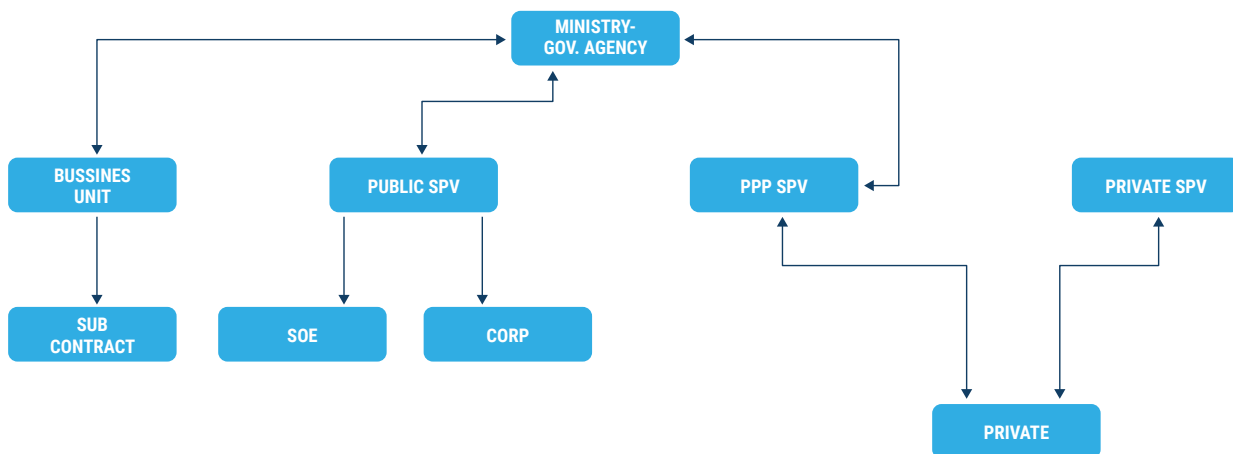 MINISTRY-
GOV. AGENCY
BUSSINES
UNIT
PUBLIC SPV
PPP SPV
PRIVATE SPV
SUB
CONTRACT
SOE
CORP
PRIVATE